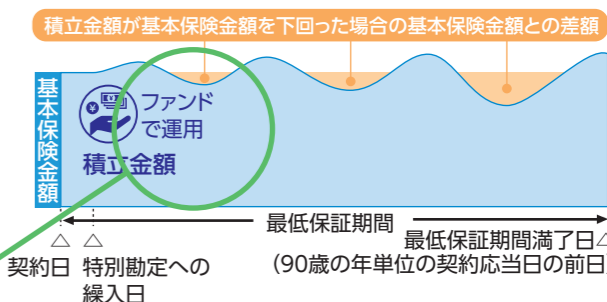 積立金額が基本保険金額を下回った場合の基本保険金額との差額
基本保険金額
ファンド
で運用
積立金額
最低保証期間
最低保証期間満了日
(90歳の年単位の契約応当日の前日)
契約日
特別勘定への
繰入日